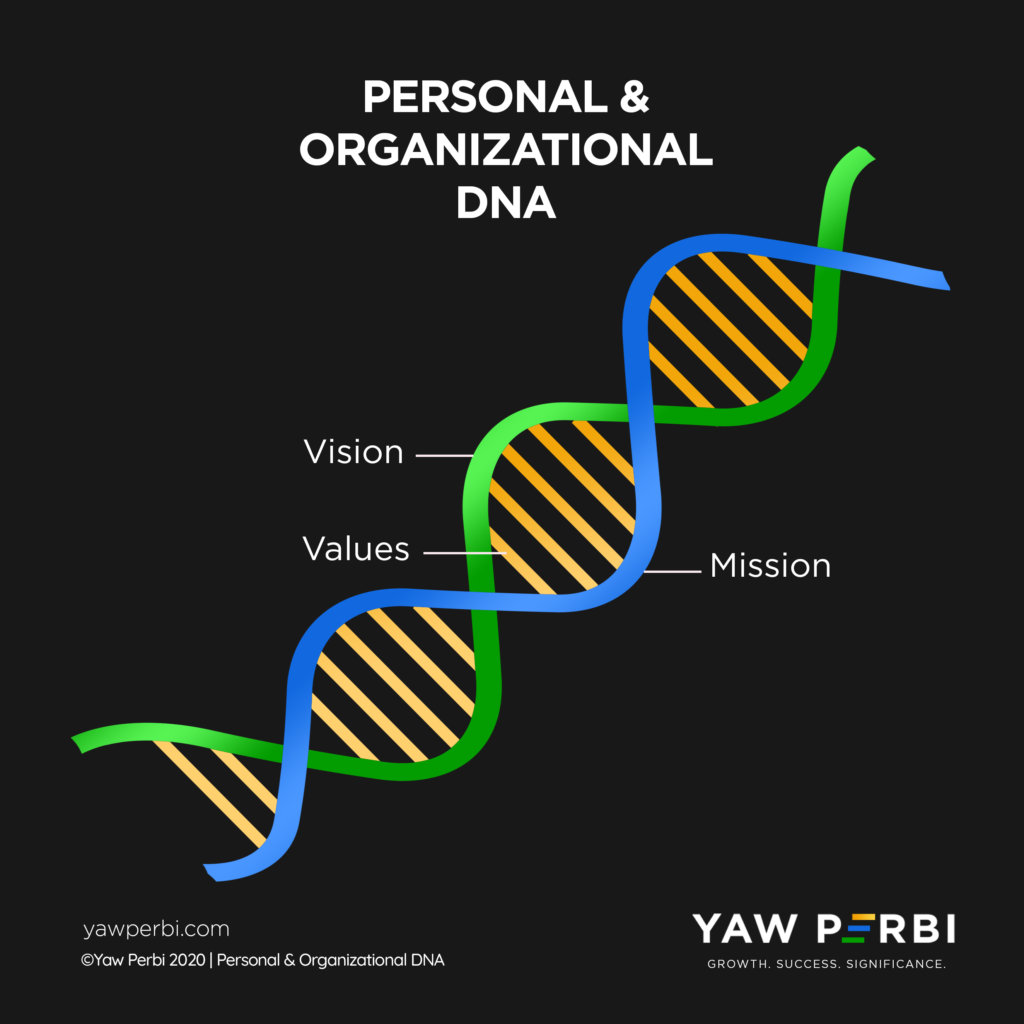 PERSONAL &
ORGANIZATIONAL
DNA
Vision
Values
Mission
yawperbi.com
©Yaw Perbi 2020 | Personal & Organizational DNA
YAW PERBI
GROWTH. SUCCESS. SIGNIFICANCE.